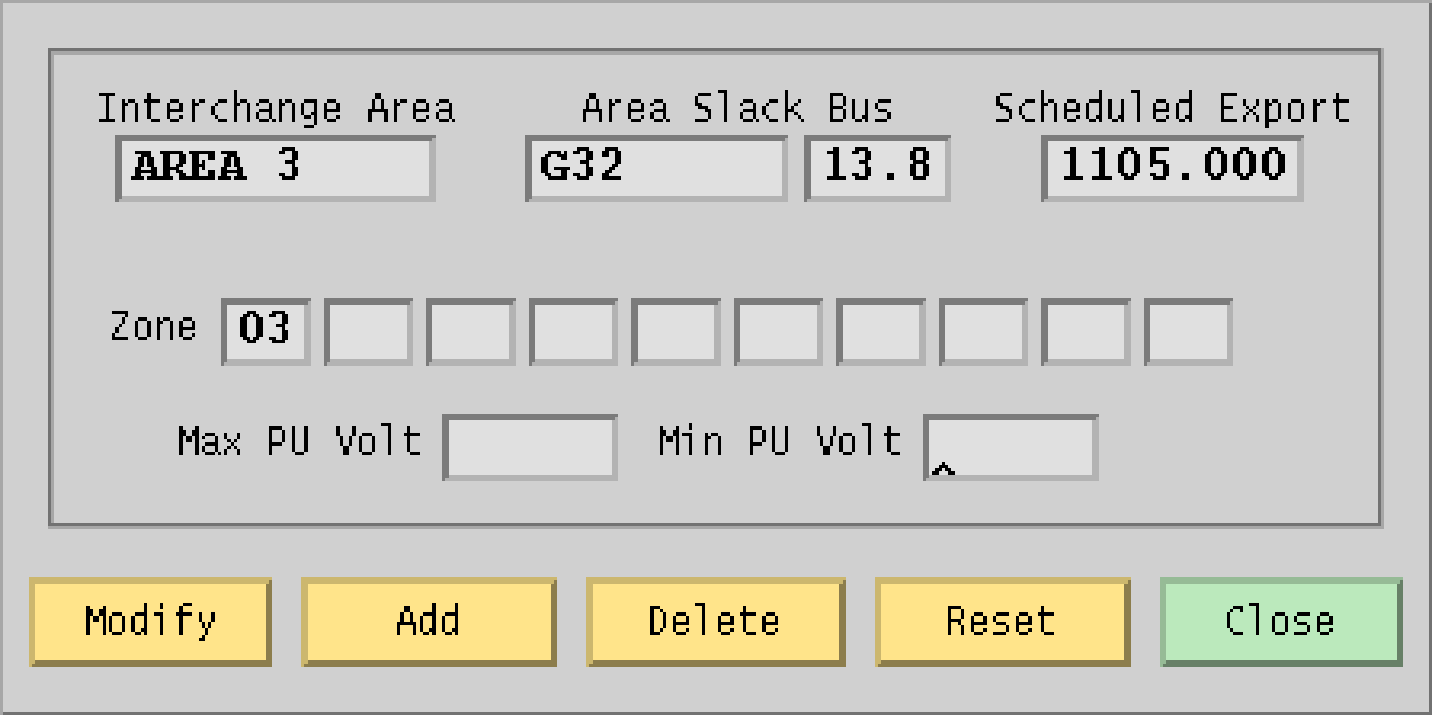 Interchange Area Area Slack Bus Scheduled Export
AREA 3 G32 13.8 1105.000
Zone 03
Max PU Volt Min PU Volt
^
Modify Add Delete Reset Close